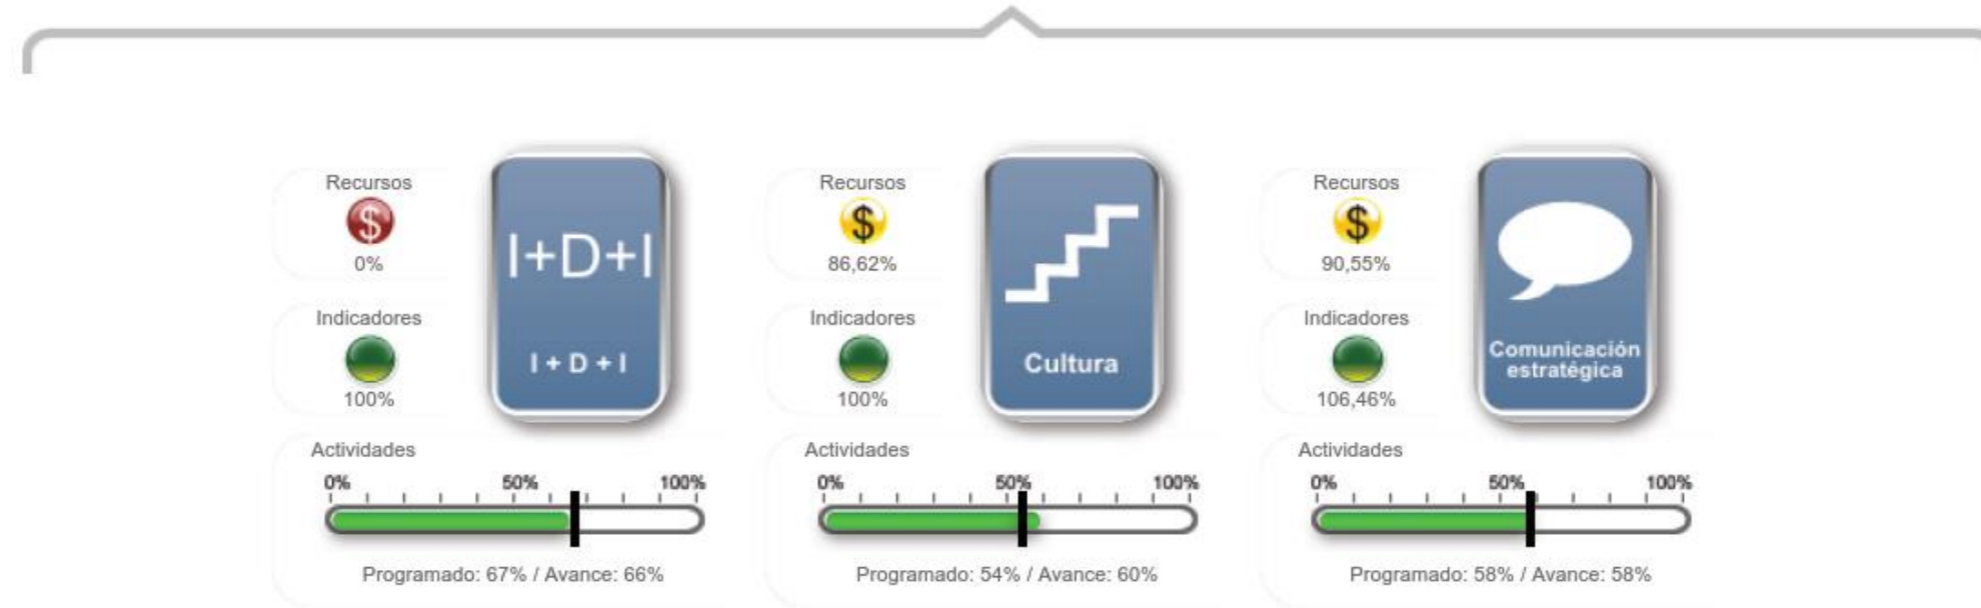 Recursos
$
0%
Indicadores
100%
I+D+I
I + D + I
Actividades
0% 50% 100%
Programado: 67% / Avance: 66%
Recursos
$
86,62%
Indicadores
100%
Cultura
Actividades
0% 50% 100%
Programado: 54% / Avance: 60%
Recursos
$
90,55%
Indicadores
106,46%
Comunicación
estratégica
Actividades
0% 50% 100%
Programado: 58% / Avance: 58%